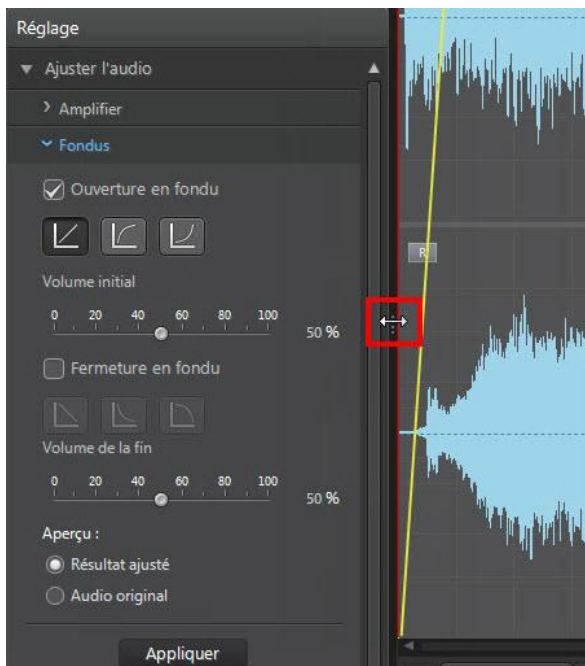 Réglage
Ajuster l'audio
Amplifier
Fondus
Ouverture en fondu
Volume initial
0 20 40 60 80 100
50 %
Fermeture en fondu
Volume de la fin
0 20 40 60 80 100
50 %
Aperçu :
Résultat ajusté
Audio original
Appliquer
R